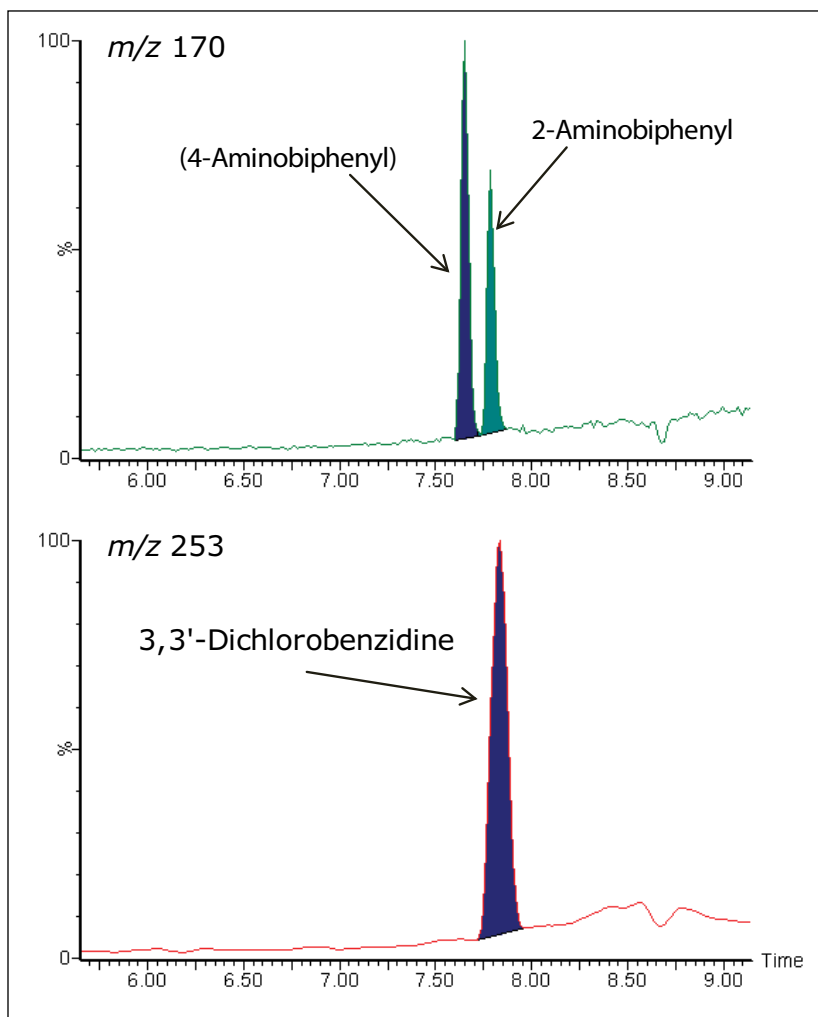 100
m/z 170
2-Aminobiphenyl
(4-Aminobiphenyl)
%
0
6.00 6.50 7.00 7.50 8.00 8.50 9.00
100
m/z 253
3,3'-Dichlorobenzidine
%
0
Time
6.00 6.50 7.00 7.50 8.00 8.50 9.00